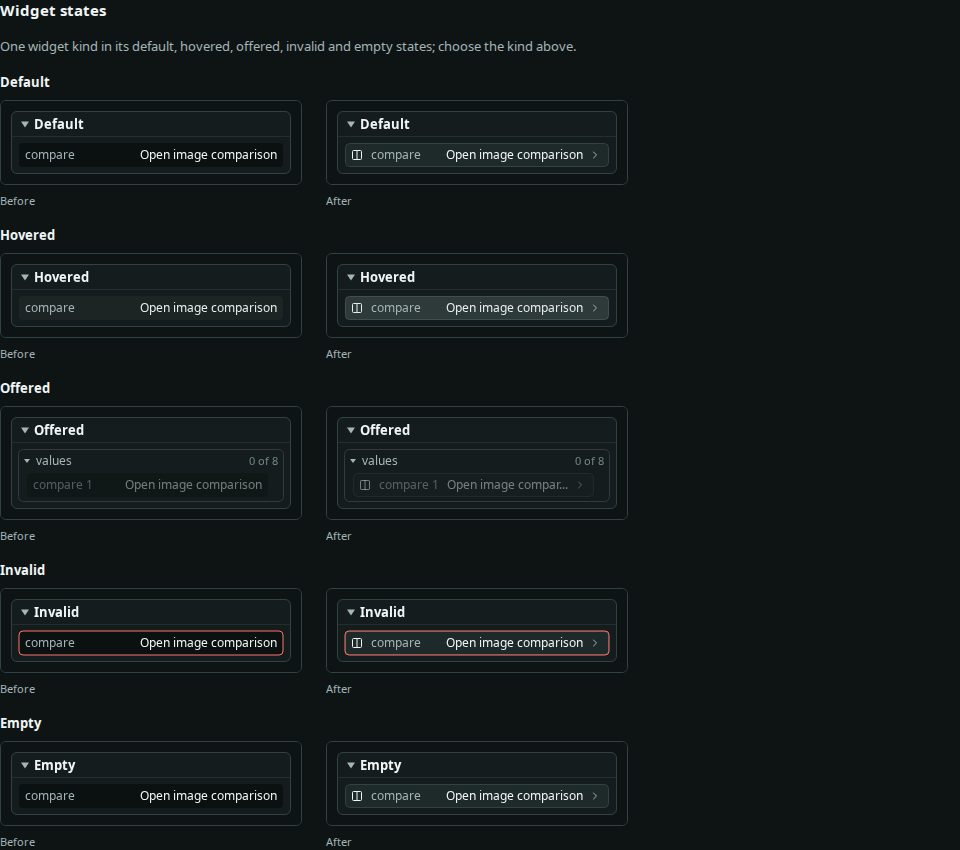 Widget states
One widget kind in its default, hovered, offered, invalid and empty states; choose the kind above.
Default
Default
compare Open image comparison
Default
compare Open image comparison
Before
After
Hovered
Hovered
compare Open image comparison
Hovered
compare Open image comparison
Before
After
Offered
Offered
values 0 of 8
compare 1 Open image comparison
Offered
values 0 of 8
compare 1 Open image compar...
Before
After
Invalid
Invalid
compare Open image comparison
Invalid
compare Open image comparison
Before
After
Empty
Empty
compare Open image comparison
Empty
compare Open image comparison
Before
After